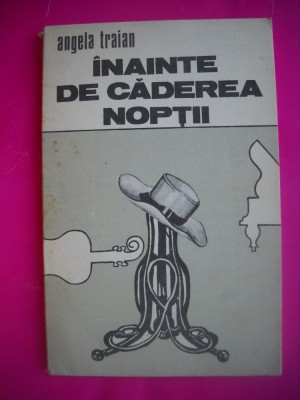 angela traian
ÎNAINTE
DE CĂDEREA
NOPȚII